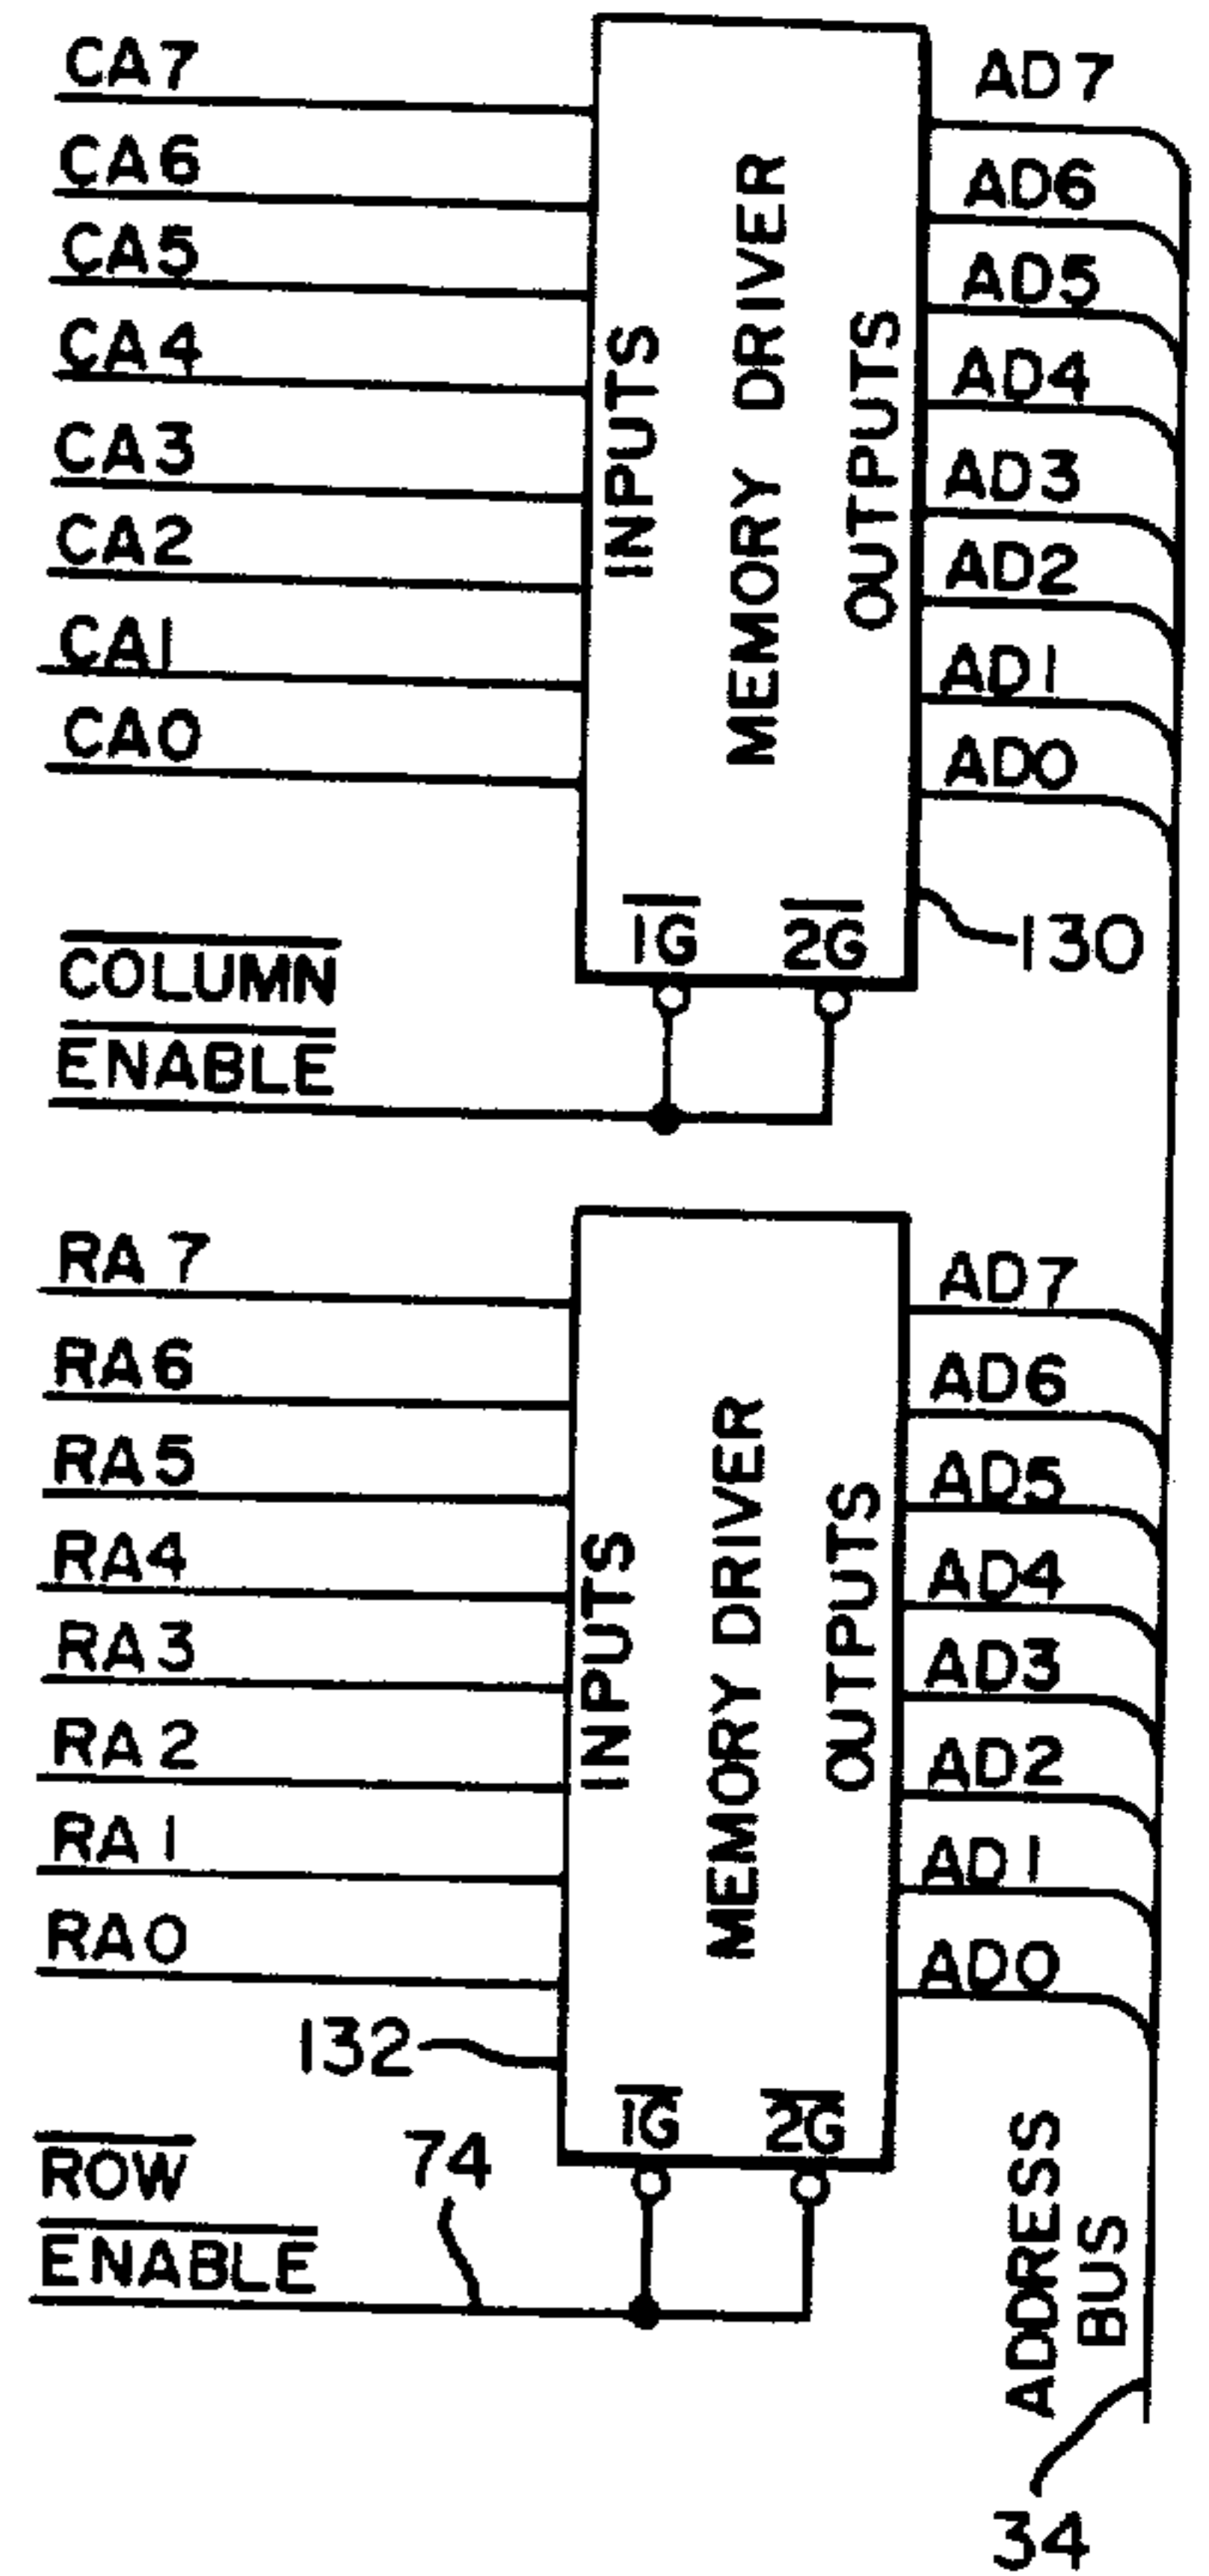 CA7
CA6
CA5
CA4
CA3
CA2
CA1
CA0
INPUTS
MEMORY DRIVER
OUTPUTS
AD7
AD6
AD5
AD4
AD3
AD2
AD1
AD0
1G
2G
130
COLUMN
ENABLE
RA7
RA6
RA5
RA4
RA3
RA2
RA1
RA0
INPUTS
MEMORY DRIVER
OUTPUTS
AD7
AD6
AD5
AD4
AD3
AD2
AD1
AD0
132
1G
2G
74
ROW
ENABLE
ADDRESS
BUS
34